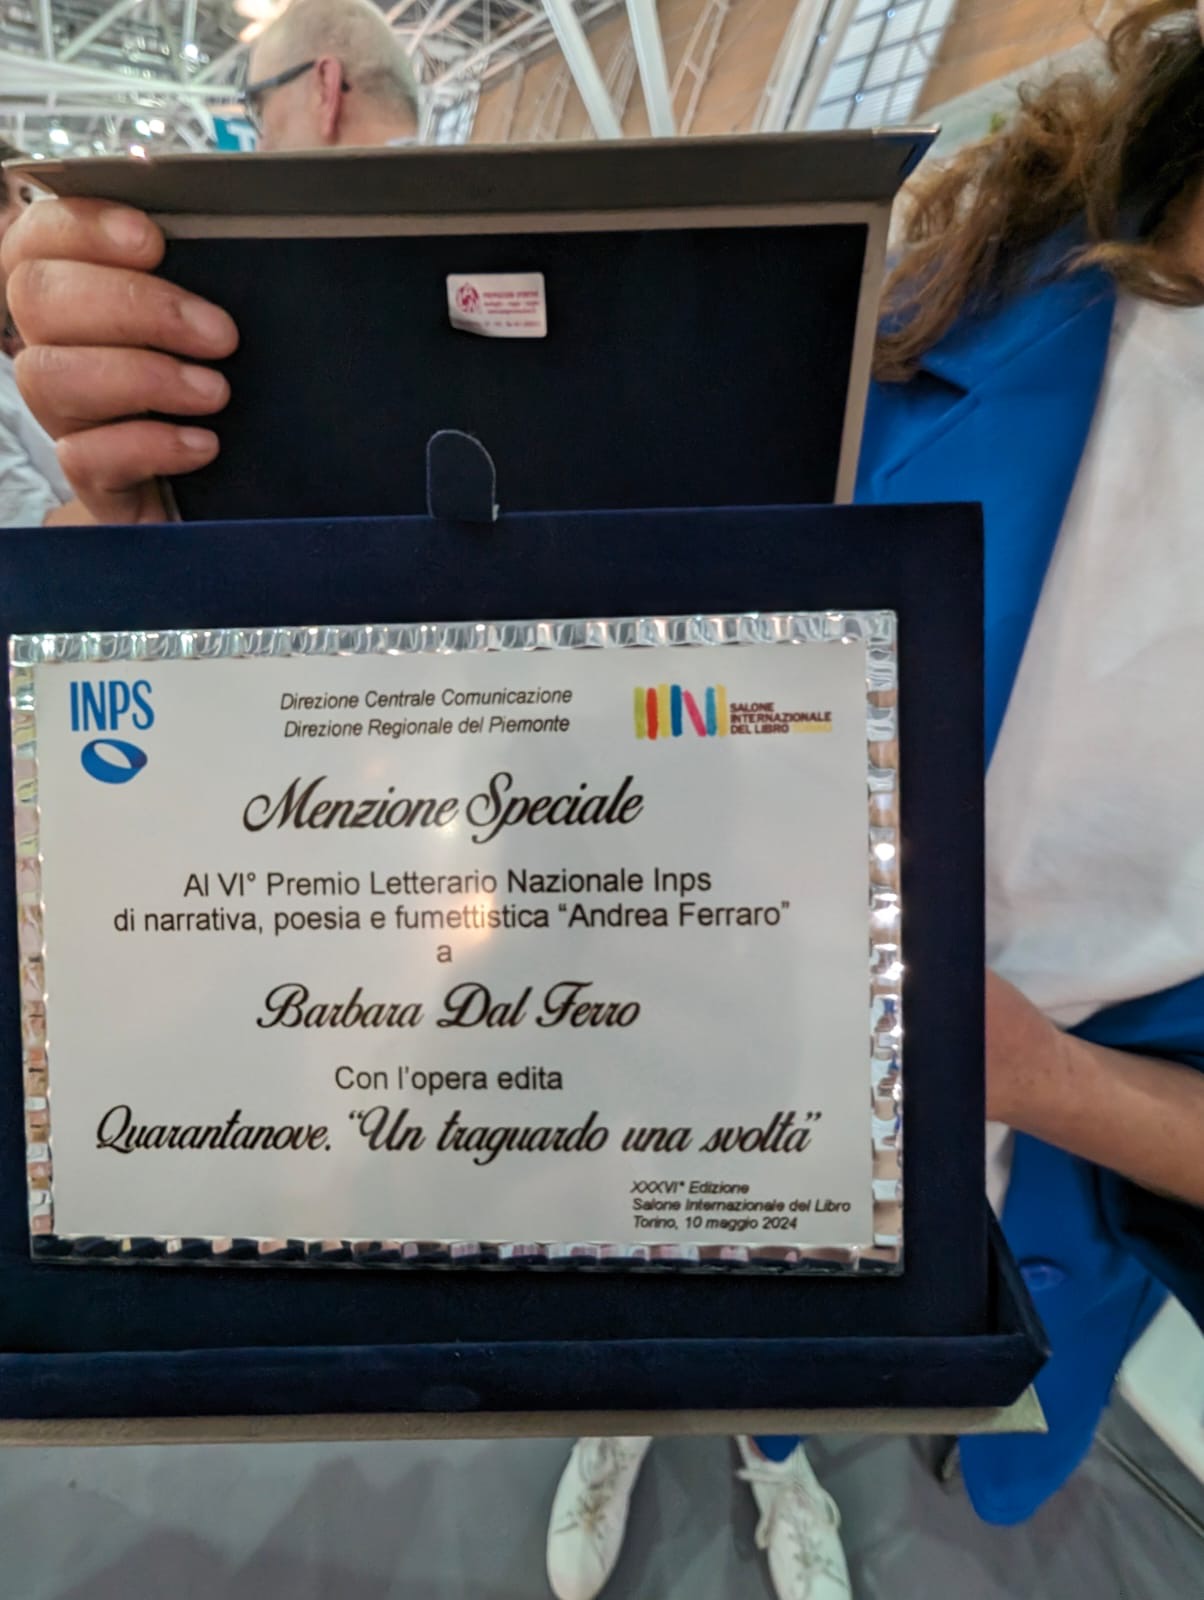 INPS
Direzione Centrale Comunicazione
Direzione Regionale del Piemonte
SALONE
INTERNAZIONALE
DEL LIBRO TORINO
Menzione Speciale
Al VI° Premio Letterario Nazionale Inps
di narrativa, poesia e fumettistica “Andrea Ferraro”
a
Barbara Dal Ferro
Con l’opera edita
Quarantanove. “Un traguardo una svolta”
XXXVI° Edizione
Salone Internazionale del Libro
Torino, 10 maggio 2024